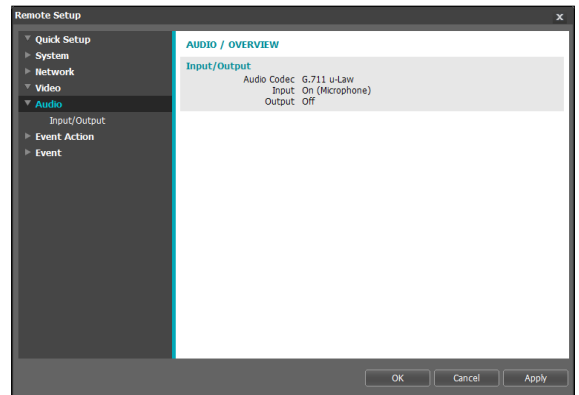 Remote Setup
x
Quick Setup
System
Network
Video
Audio
Input/Output
Event Action
Event
AUDIO / OVERVIEW
Input/Output
Audio Codec G.711 u-Law
Input On (Microphone)
Output Off
OK Cancel Apply